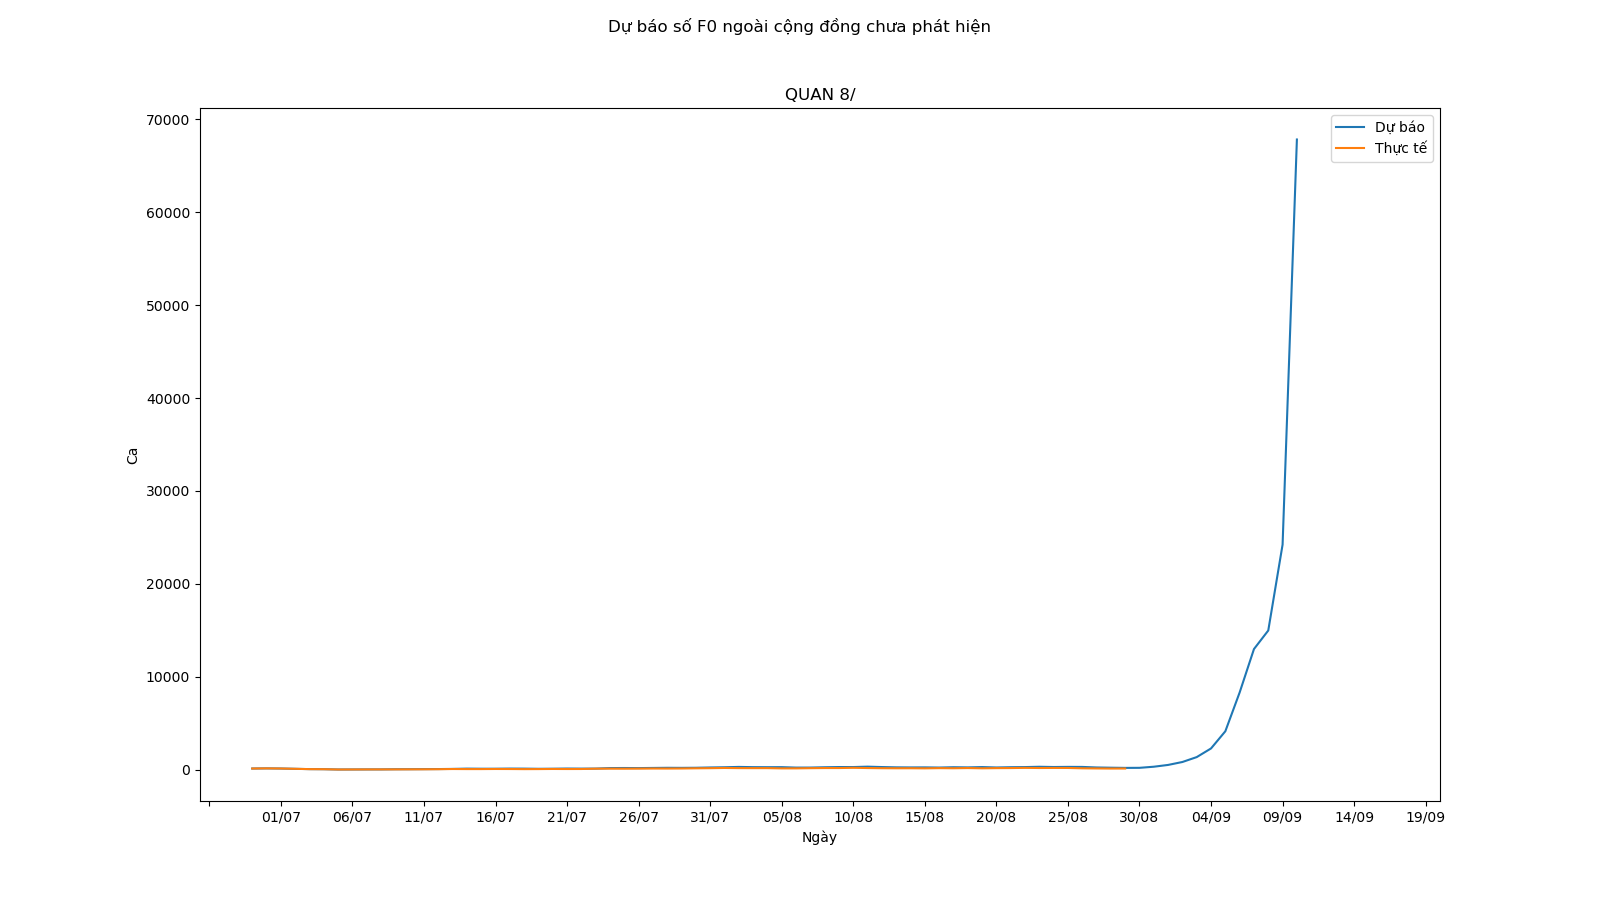 Dự báo số F0 ngoài cộng đồng chưa phát hiện
QUAN 8/
Dự báo
Thực tế
70000
60000
50000
40000
30000
20000
10000
0
Ca
01/07 06/07 11/07 16/07 21/07 26/07 31/07 05/08 10/08 15/08 20/08 25/08 30/08 04/09 09/09 14/09 19/09
Ngày